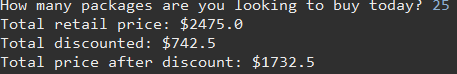 How many packages are you looking to buy today? 25
Total retail price: $2475.0
Total discounted: $742.5
Total price after discount: $1732.5